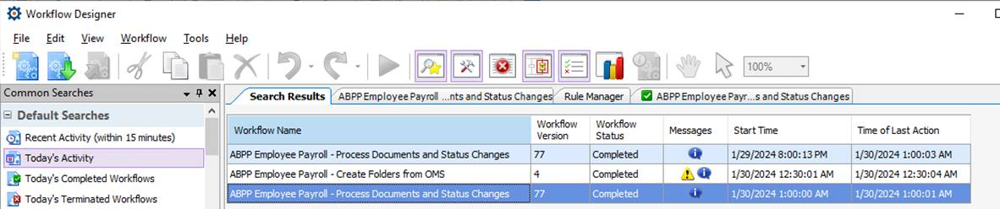 Workflow Designer
File Edit View Workflow Tools Help
100%
Common Searches
Search Results ABPP Employee Payroll ...nts and Status Changes Rule Manager ABPP Employee Payr...s and Status Changes
Default Searches
Recent Activity (within 15 minutes)
Today's Activity
Today's Completed Workflows
Today's Terminated Workflows
Workflow Name Workflow Version Workflow Status Messages Start Time Time of Last Action
ABPP Employee Payroll - Process Documents and Status Changes 77 Completed 1/29/2024 8:00:13 PM 1/30/2024 1:00:03 AM
ABPP Employee Payroll - Create Folders from OMS 4 Completed 1/30/2024 12:30:01 AM 1/30/2024 12:30:04 AM
ABPP Employee Payroll - Process Documents and Status Changes 77 Completed 1/30/2024 1:00:00 AM 1/30/2024 1:00:01 AM